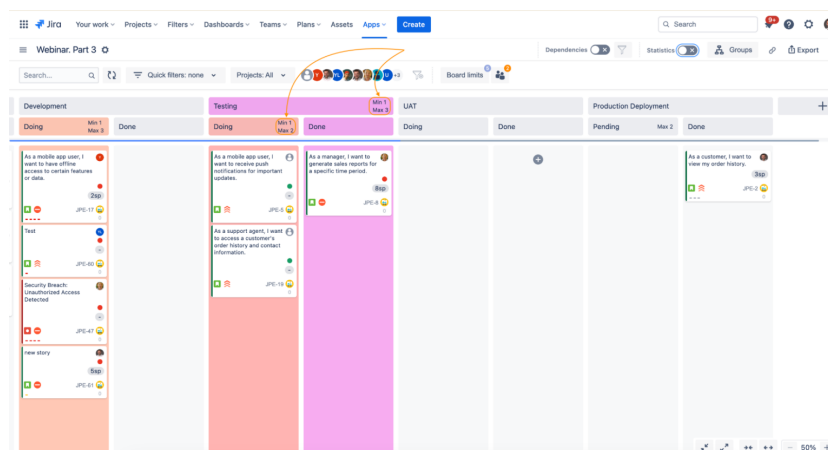 Jira Your work Projects Filters Dashboards Teams Plans Assets Apps Create Search 9+
Webinar. Part 3 Dependencies Statistics Groups Export
Search... Quick filters: none Projects: All Y YL U +3 Board limits
Development Testing Min 1 Max 3 UAT Production Deployment
Doing Min 1 Max 3 Done Doing Min 1 Max 2 Done Doing Done Pending Max 2 Done
As a mobile app user, I
want to have offline
access to certain features
or data.
2sp
JPE-17
Test
JPE-60
Security Breach:
Unauthorized Access
Detected
JPE-47
new story
5sp
JPE-61
As a mobile app user, I
want to receive push
notifications for important
updates.
JPE-5
As a support agent, I want
to access a customer's
order history and contact
information.
JPE-19
As a manager, I want to
generate sales reports for
a specific time period.
8sp
JPE-8
As a customer, I want to
view my order history.
3sp
JPE-2
50%